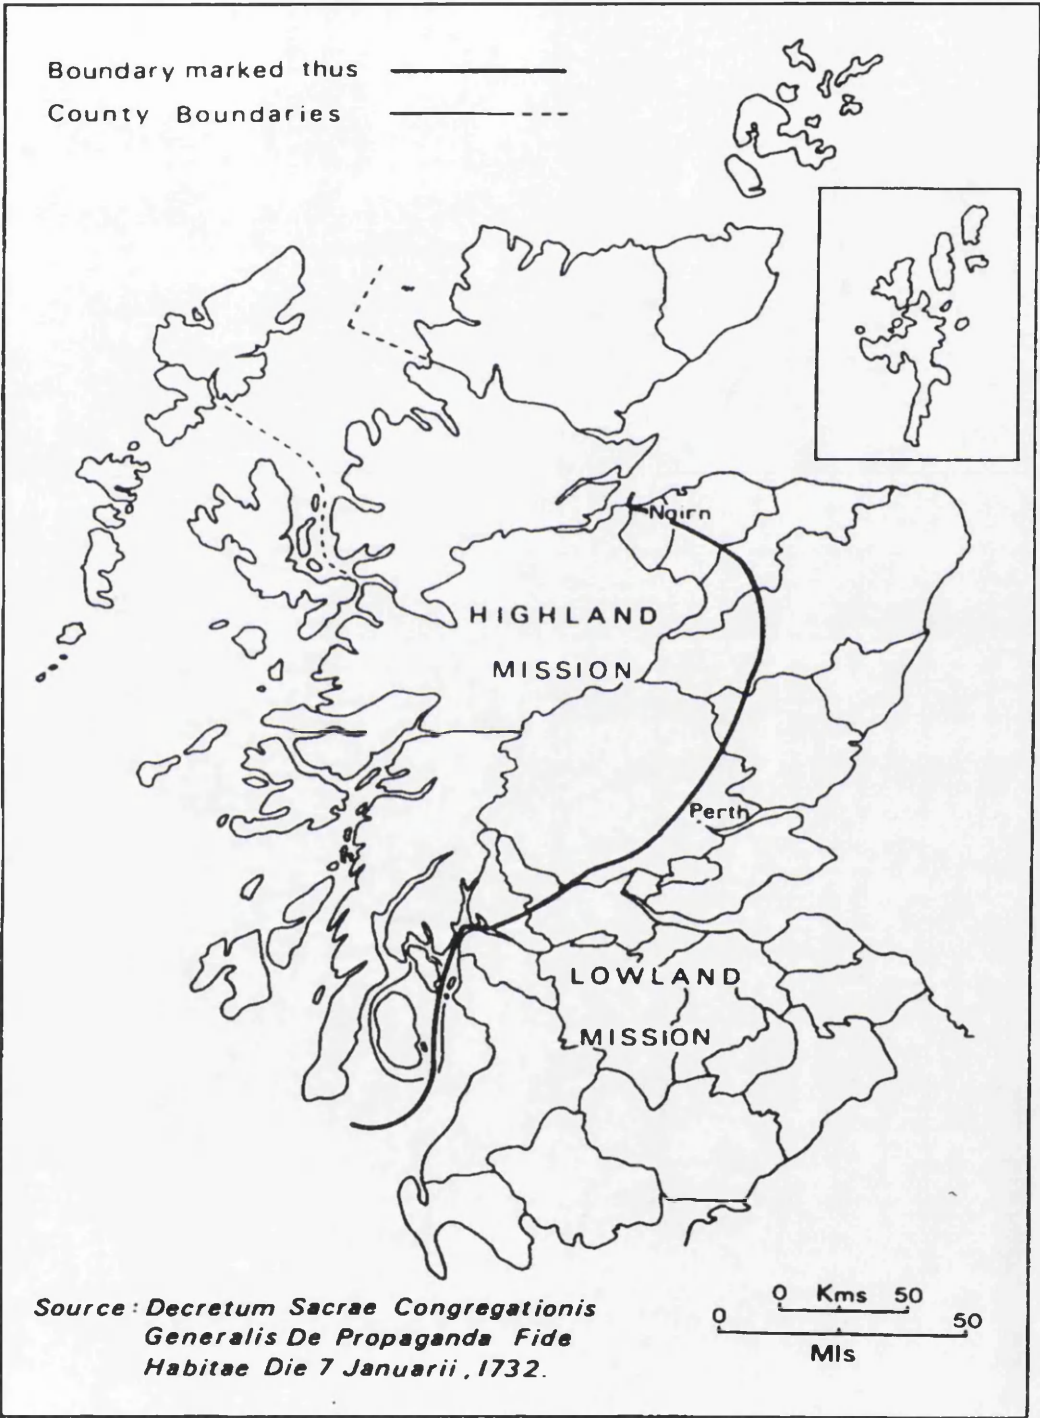 Boundary marked thus
County Boundaries
Nairn
HIGHLAND
MISSION
Perth
LOWLAND
MISSION
Source: Decretum Sacrae Congregationis
Generalis De Propaganda Fide
Habitae Die 7 Januarii, 1732.
0 Kms 50
0 50
Mls